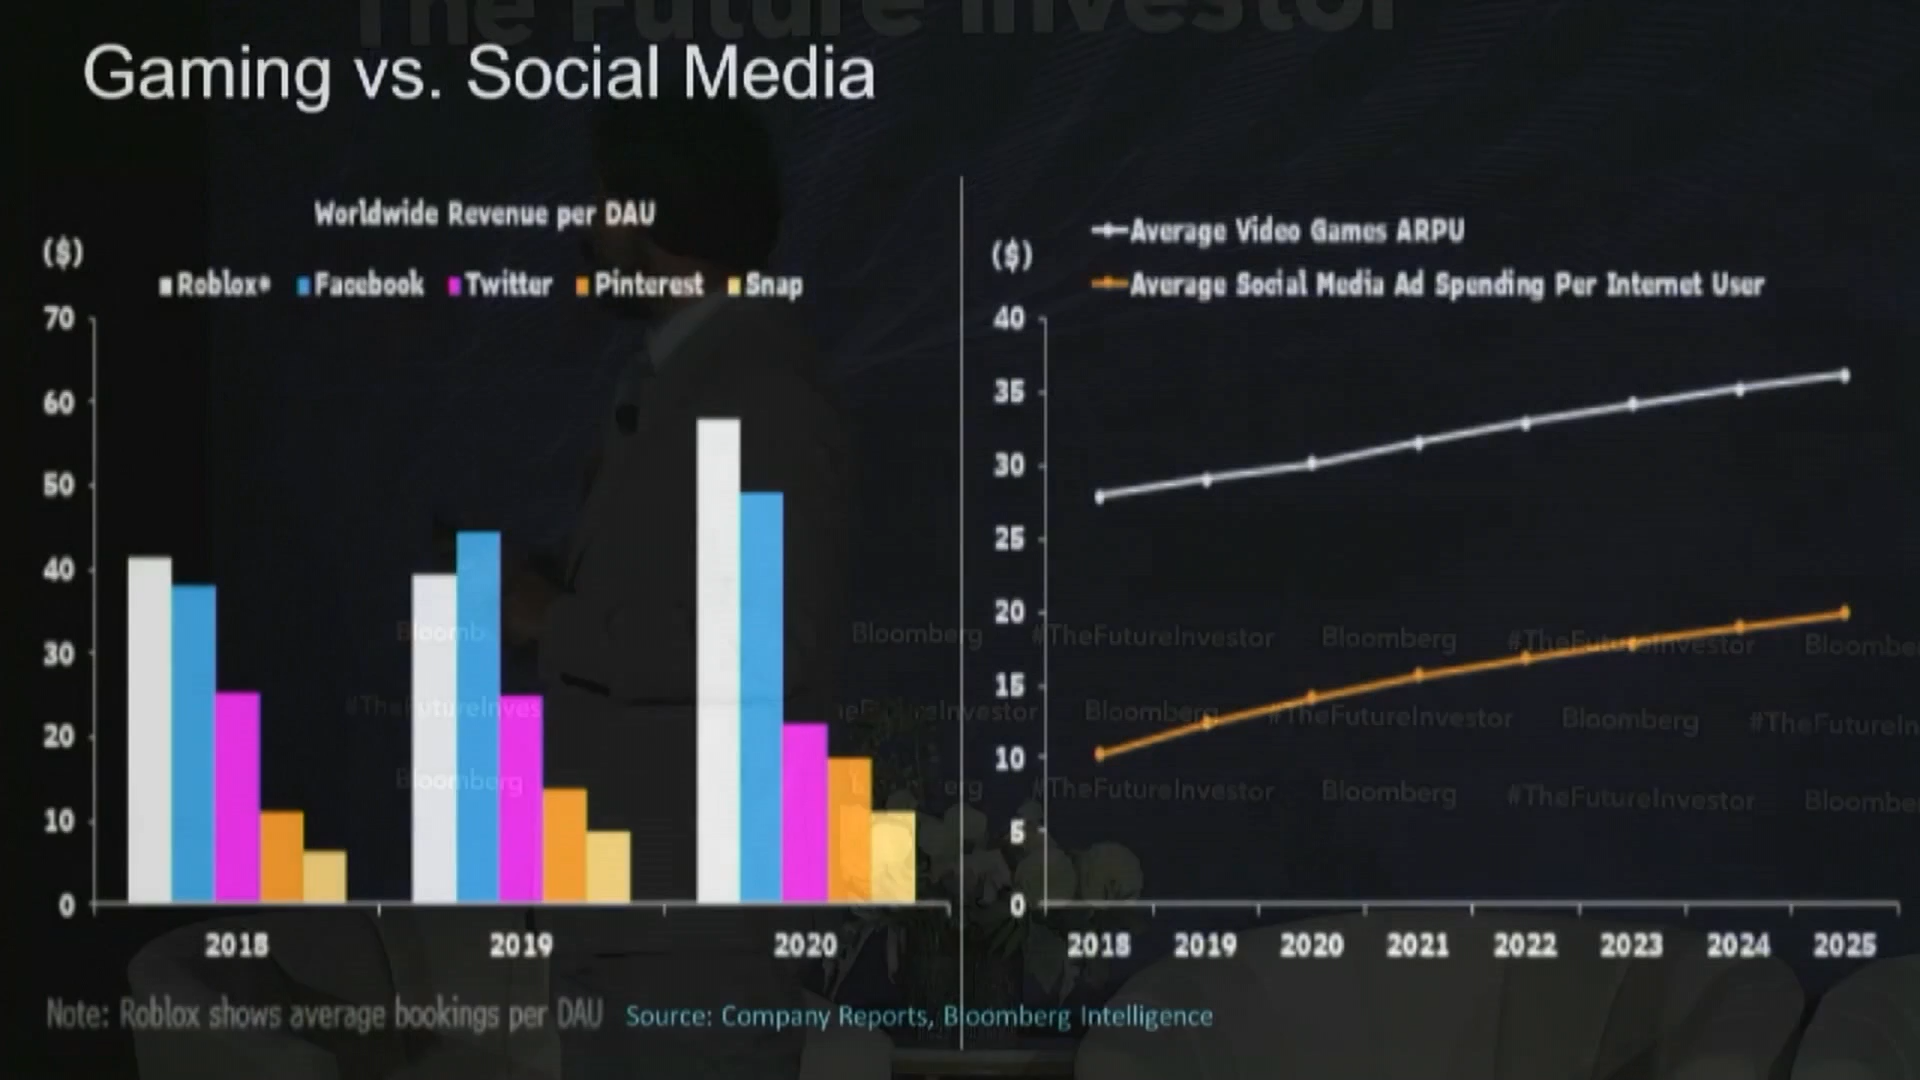 The Future Investor
Gaming vs. Social Media
Worldwide Revenue per DAU
($)
Roblox* Facebook Twitter Pinterest Snap
70
60
50
40
30
20
10
0
2018 2019 2020
Average Video Games ARPU
($)
Average Social Media Ad Spending Per Internet User
40
35
30
25
20
15
10
5
0
2018 2019 2020 2021 2022 2023 2024 2025
Bloomberg #TheFutureInvestor Bloomberg #TheFutureInvestor
Bloomberg #TheFutureInvestor Bloomberg
#TheFutureInvestor Bloomberg #TheFutureInvestor
Bloomberg
Note: Roblox shows average bookings per DAU Source: Company Reports, Bloomberg Intelligence